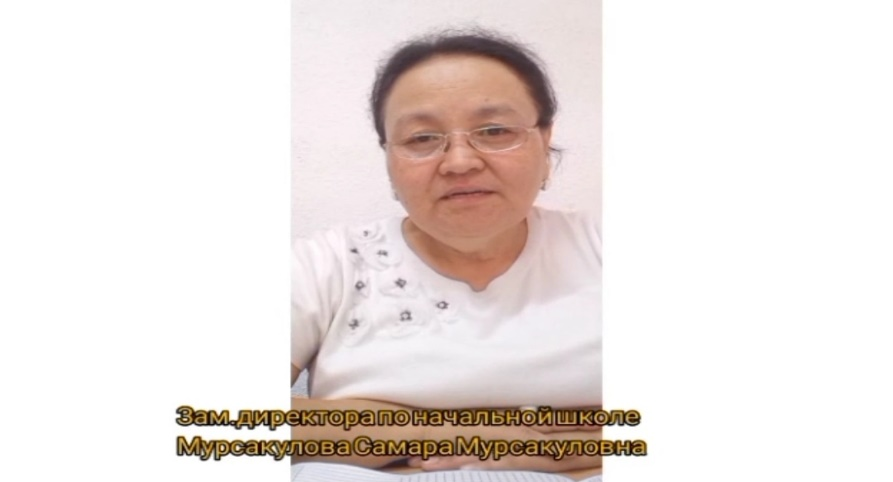 Зам.директора по начальной школе
Мурсакулова Самара Мурсакуловна